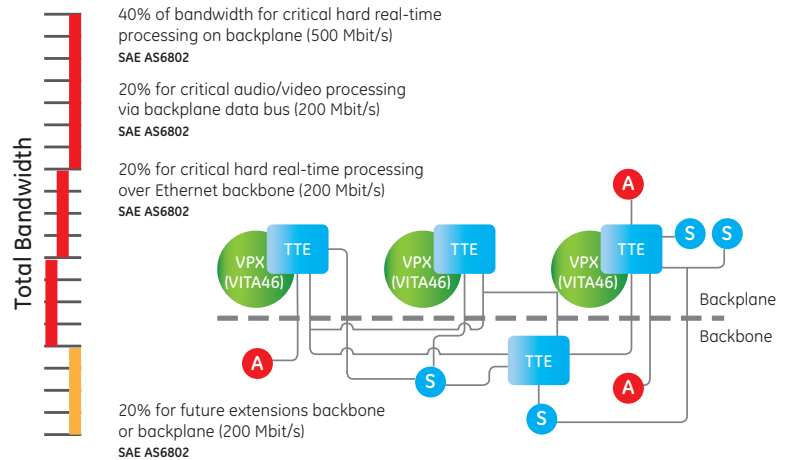 Total Bandwidth
40% of bandwidth for critical hard real-time
processing on backplane (500 Mbit/s)
SAE AS6802
20% for critical audio/video processing
via backplane data bus (200 Mbit/s)
SAE AS6802
20% for critical hard real-time processing
over Ethernet backbone (200 Mbit/s)
SAE AS6802
20% for future extensions backbone
or backplane (200 Mbit/s)
SAE AS6802
A
VPX
(VITA46)
TTE
VPX
(VITA46)
TTE
VPX
(VITA46)
TTE
S
S
Backplane
Backbone
A
S
TTE
A
S